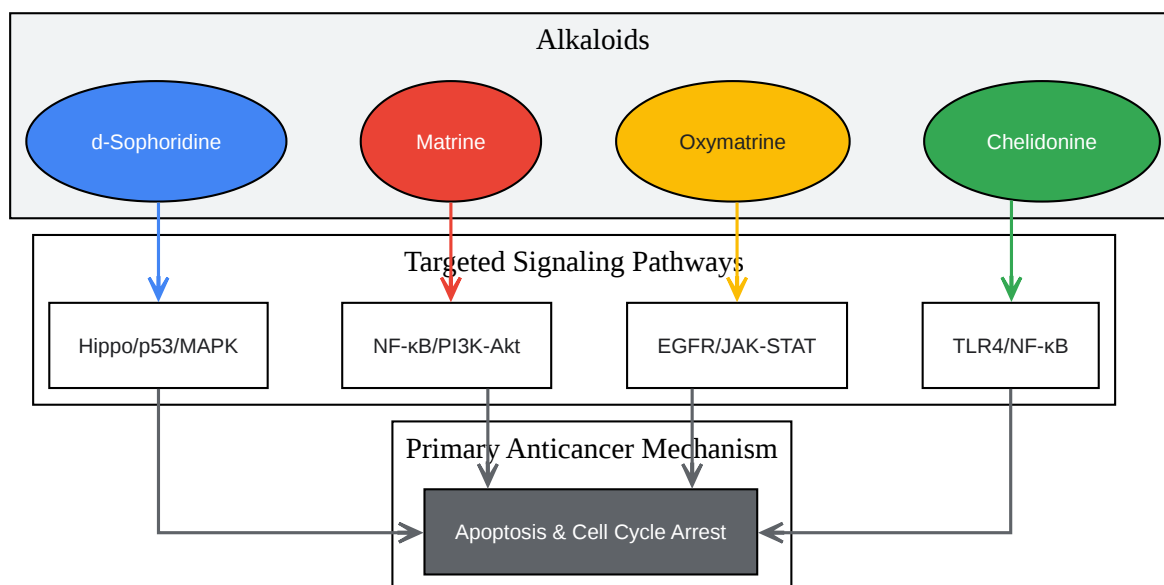 Alkaloids
d-Sophoridine
Matrine
Oxymatrine
Chelidonine
Targeted Signaling Pathways
Hippo/p53/MAPK
NF-κB/PI3K-Akt
EGFR/JAK-STAT
TLR4/NF-κB
Primary Anticancer Mechanism
Apoptosis & Cell Cycle Arrest